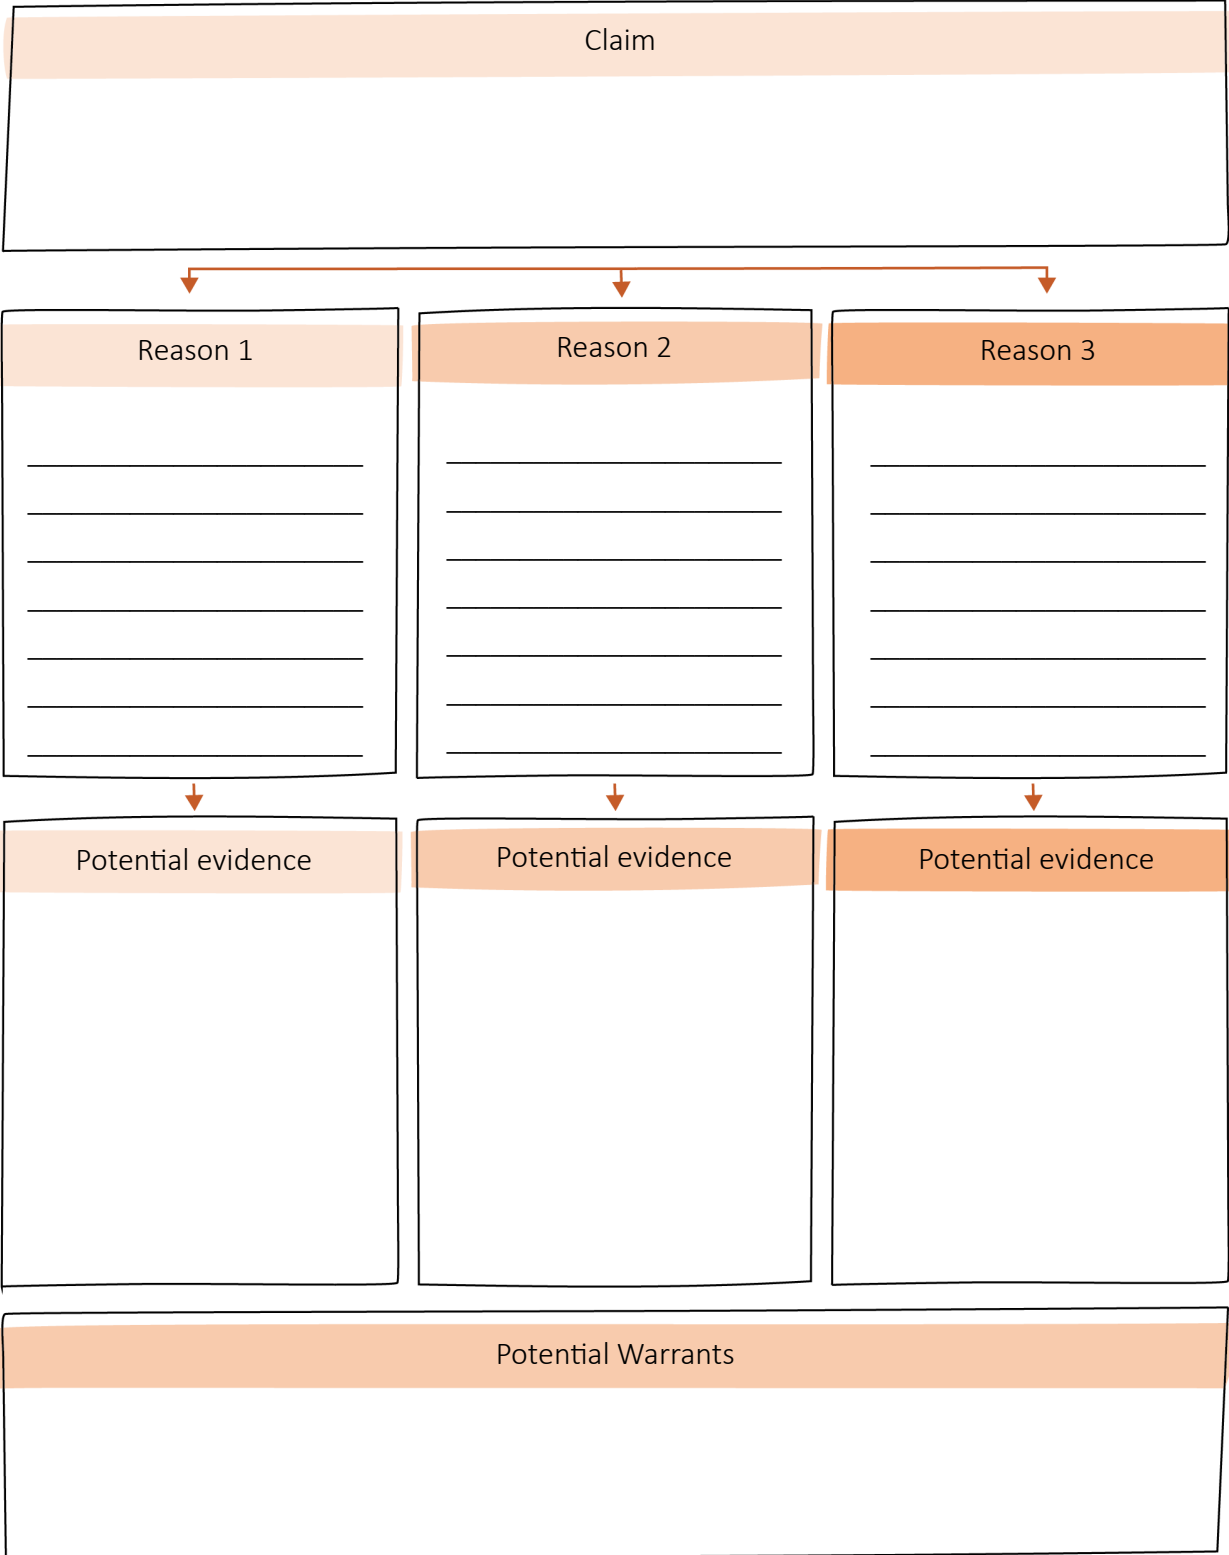 Claim
Reason 1
Reason 2
Reason 3
Potential evidence
Potential evidence
Potential evidence
Potential Warrants